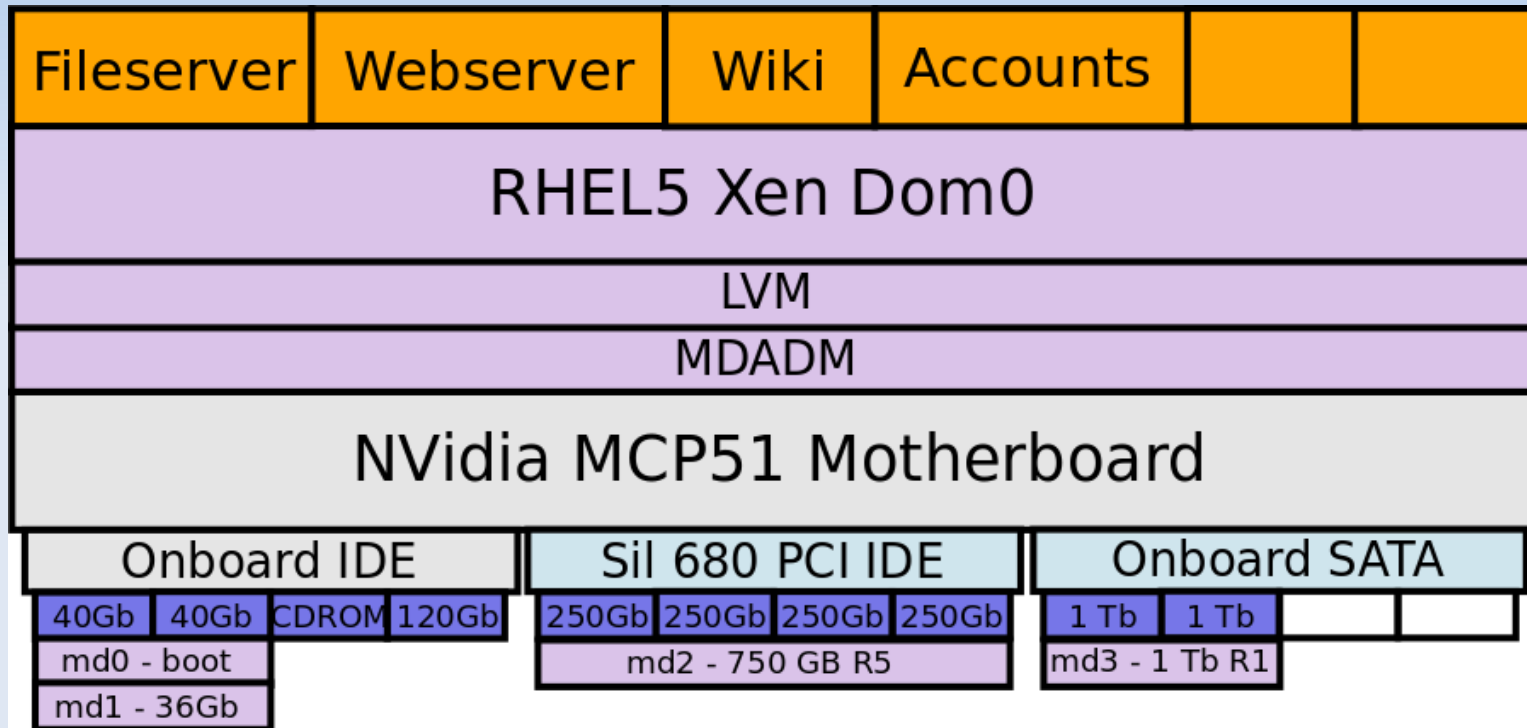 Fileserver Webserver Wiki Accounts
RHEL5 Xen Dom0
LVM
MDADM
NVidia MCP51 Motherboard
Onboard IDE Sil 680 PCI IDE Onboard SATA
40Gb 40Gb CDROM 120Gb 250Gb 250Gb 250Gb 250Gb 1 Tb 1 Tb
md0 - boot md2 - 750 GB R5 md3 - 1 Tb R1
md1 - 36Gb